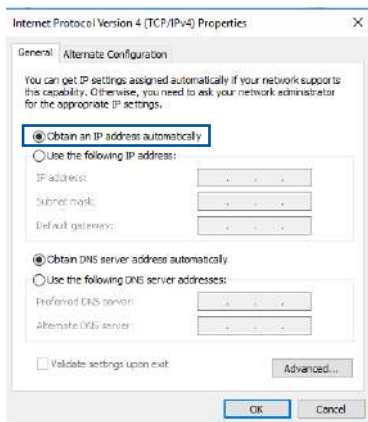 Internet Protocol Version 4 (TCP/IPv4) Properties
General Alternate Configuration
You can get IP settings assigned automatically if your network supports
this capability. Otherwise, you need to ask your network administrator
for the appropriate IP settings.
Obtain an IP address automatically
Use the following IP address:
IP address:
Subnet mask:
Default gateway:
Obtain DNS server address automatically
Use the following DNS server addresses:
Preferred DNS server:
Alternate DNS server:
Validate settings upon exit
Advanced...
OK Cancel